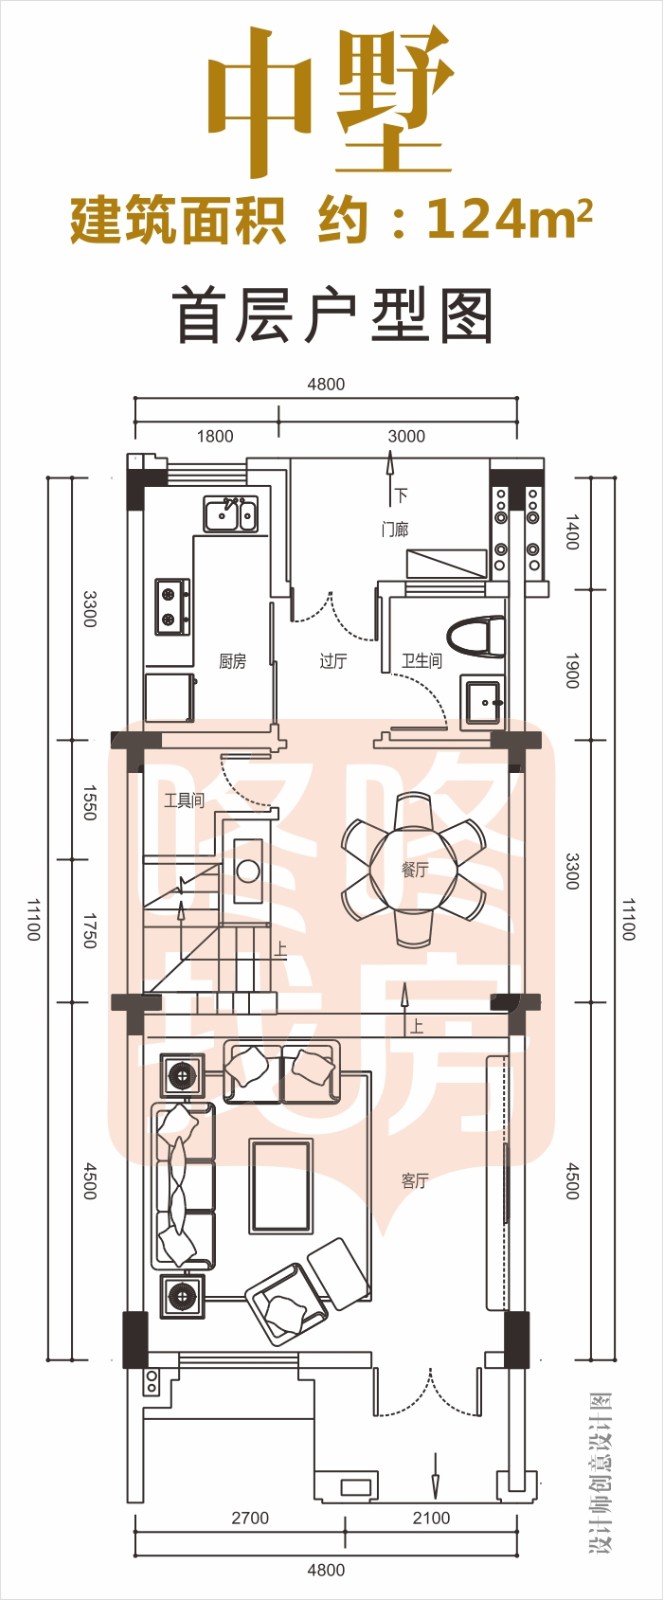 中墅
建筑面积 约：124m²
首层户型图
4800
1800 3000
下
门廊
1400
3300
厨房 过厅 卫生间
1900
工具间
1550
餐厅
3300
11100 1750 11100
上
上
咚咚
找房
4500 客厅 4500
设计师创意设计图
2700 2100
4800